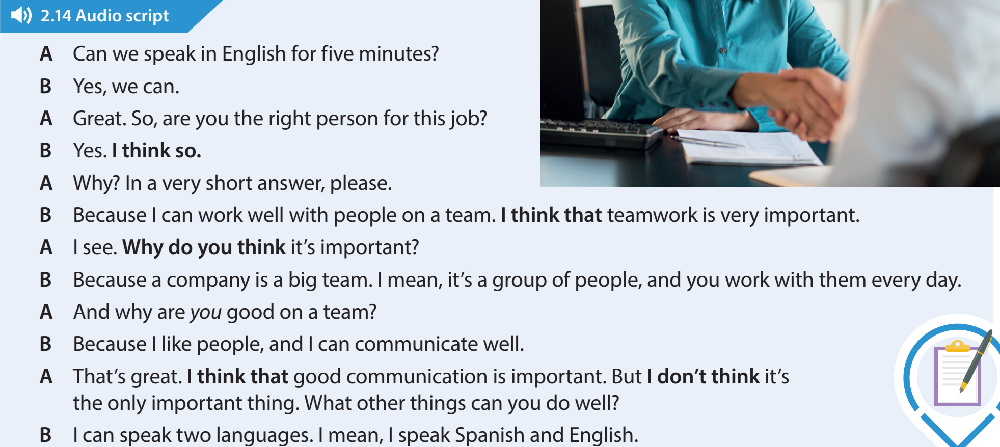 2.14 Audio script
A Can we speak in English for five minutes?
B Yes, we can.
A Great. So, are you the right person for this job?
B Yes. I think so.
A Why? In a very short answer, please.
B Because I can work well with people on a team. I think that teamwork is very important.
A I see. Why do you think it's important?
B Because a company is a big team. I mean, it's a group of people, and you work with them every day.
A And why are you good on a team?
B Because I like people, and I can communicate well.
A That's great. I think that good communication is important. But I don't think it's
the only important thing. What other things can you do well?
B I can speak two languages. I mean, I speak Spanish and English.